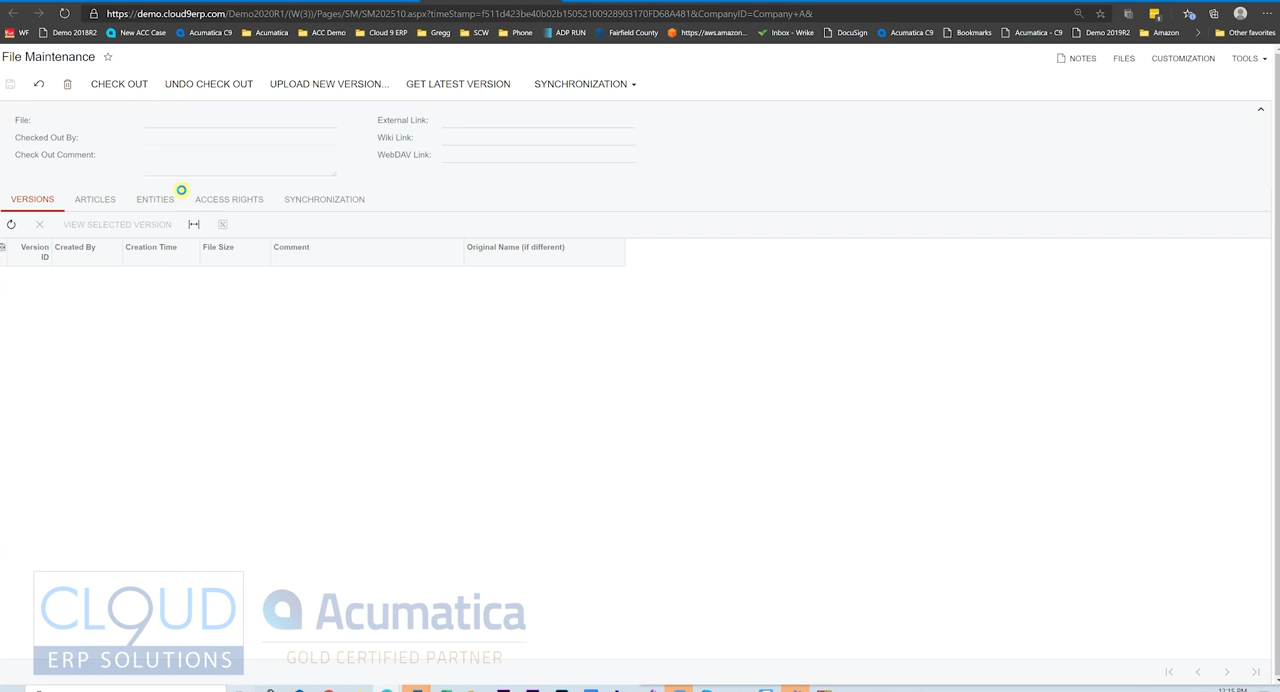 https://demo.cloud9erp.com/Demo2020R1/(W(3))/Pages/SM/SM202510.aspx?timeStamp=f511d423be40b02b15052100928903170FD68A481&CompanyID=Company+A&
WF Demo 2018R2 New ACC Case Acumatica C9 Acumatica ACC Demo Cloud 9 ERP Gregg SCW Phone ADP RUN Fairfield County https://aws.amazon... Inbox - Wrike DocuSign Acumatica C9 Bookmarks Acumatica - C9 Demo 2019R2 Amazon Other favorites
File Maintenance
NOTES FILES CUSTOMIZATION TOOLS
CHECK OUT UNDO CHECK OUT UPLOAD NEW VERSION... GET LATEST VERSION SYNCHRONIZATION
File: External Link:
Checked Out By: Wiki Link:
Check Out Comment: WebDAV Link:
VERSIONS ARTICLES ENTITIES ACCESS RIGHTS SYNCHRONIZATION
VIEW SELECTED VERSION
Version ID Created By Creation Time File Size Comment Original Name (if different)
CLOUD9
ERP SOLUTIONS
Acumatica
GOLD CERTIFIED PARTNER
12:15 PM